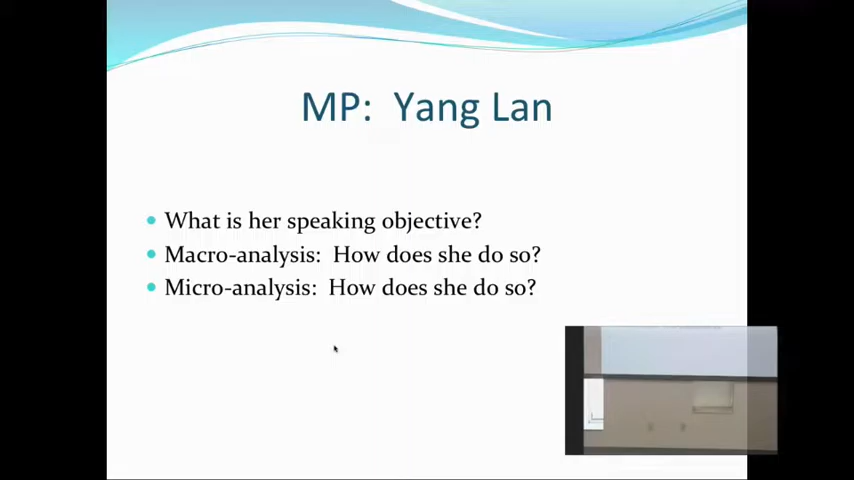 MP: Yang Lan
What is her speaking objective?
Macro-analysis: How does she do so?
Micro-analysis: How does she do so?